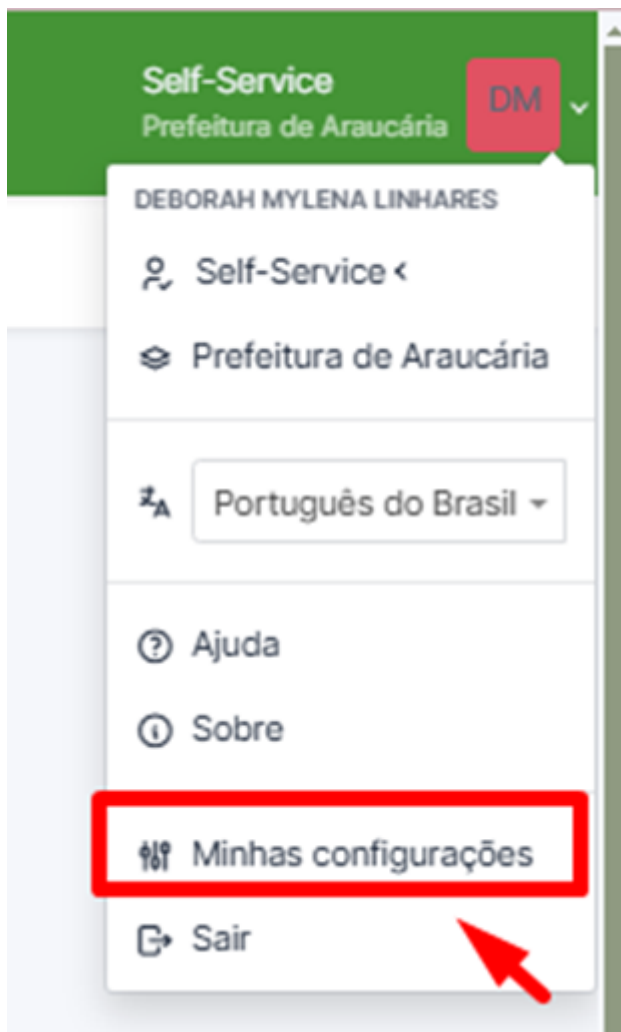 Self-Service
Prefeitura de Araucária
DM
DEBORAH MYLENA LINHARES
Self-Service
Prefeitura de Araucária
Português do Brasil
Ajuda
Sobre
Minhas configurações
Sair